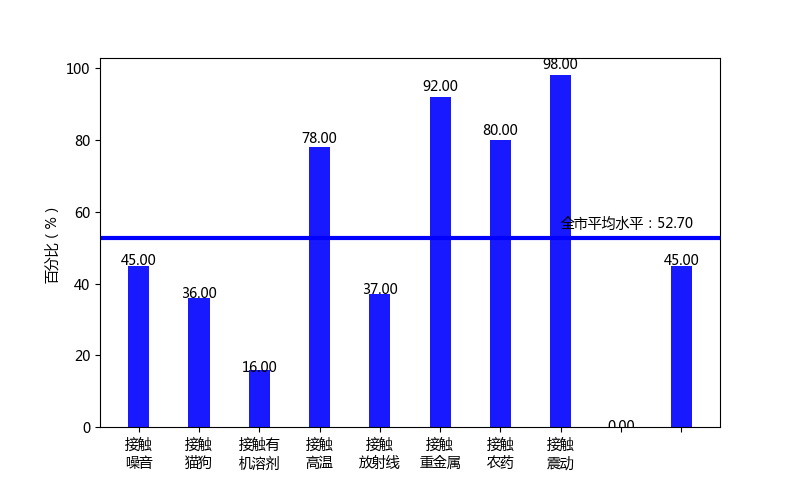 100
80
60
40
20
0
百分比（%）
45.00
36.00
16.00
78.00
37.00
92.00
80.00
98.00
0.00
45.00
全市平均水平：52.70
接触
噪音
接触
猫狗
接触有
机溶剂
接触
高温
接触
放射线
接触
重金属
接触
农药
接触
震动